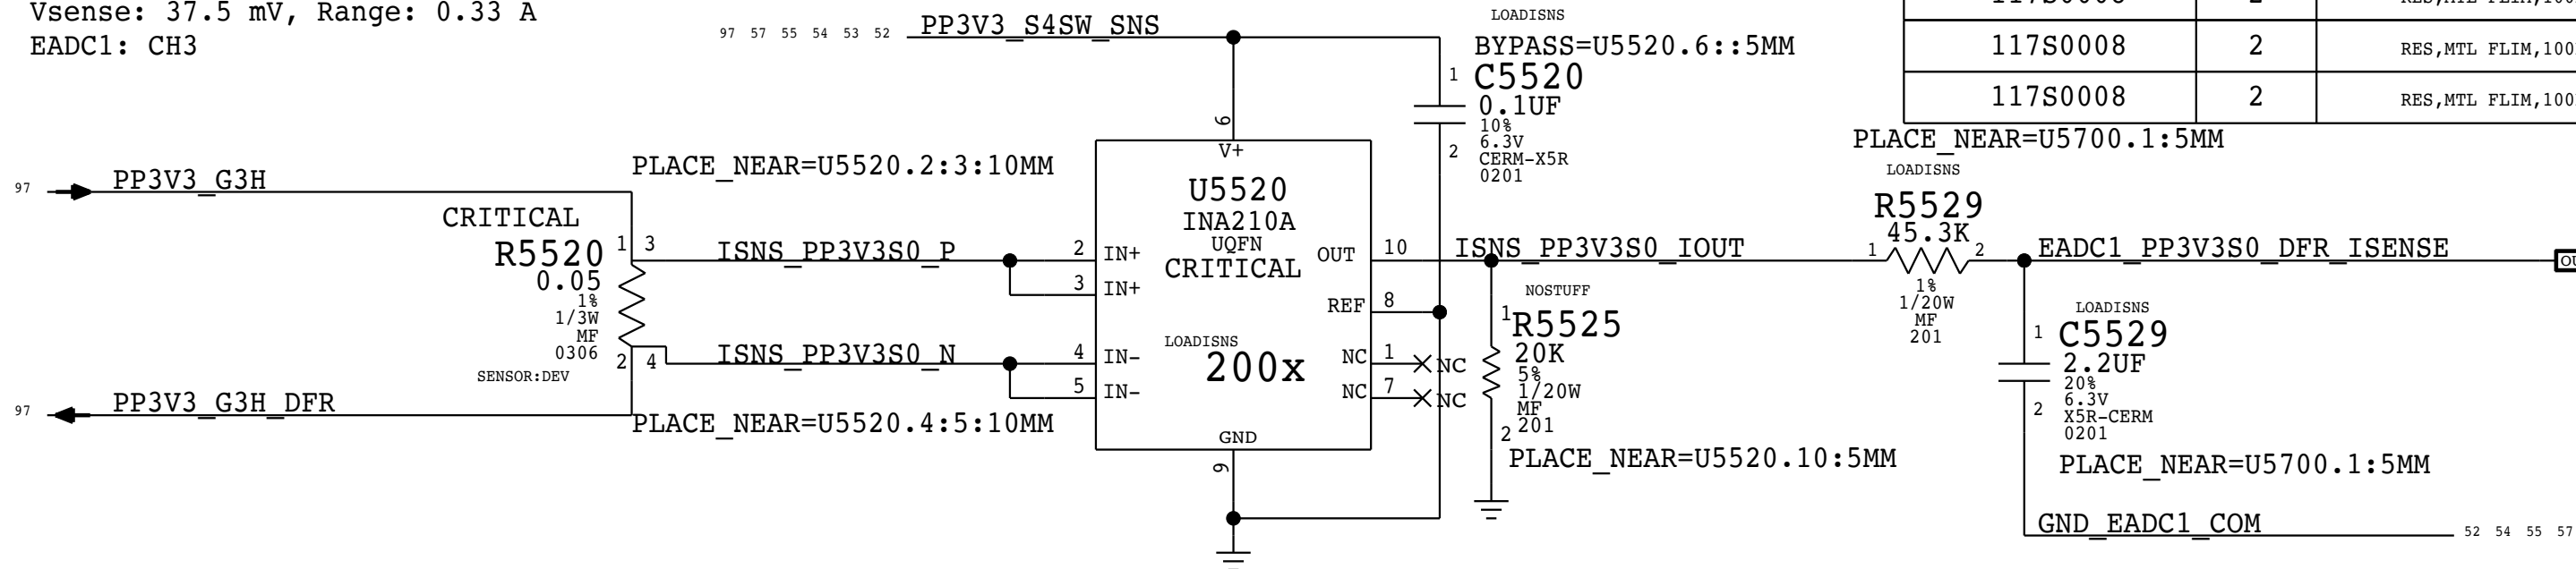 Vsense: 37.5 mV, Range: 0.33 A
EADC1: CH3
97 57 55 54 53 52
PP3V3_S4SW_SNS
LOADISNS
BYPASS=U5520.6::5MM
1
C5520
0.1UF
10%
6.3V
2
CERM-X5R
0201
117S0008 2 RES,MTL FLIM,100
117S0008 2 RES,MTL FLIM,100
PLACE_NEAR=U5700.1:5MM
LOADISNS
R5529
45.3K
1 2
1%
1/20W
MF
201
97
PP3V3_G3H
PLACE_NEAR=U5520.2:3:10MM
CRITICAL
R5520
0.05
1%
1/3W
MF
0306
1 3
2 4
SENSOR:DEV
ISNS_PP3V3S0_P
ISNS_PP3V3S0_N
97
PP3V3_G3H_DFR
PLACE_NEAR=U5520.4:5:10MM
6
V+
U5520
INA210A
UQFN
CRITICAL
LOADISNS
200x
2 IN+
3 IN+
4 IN-
5 IN-
OUT 10
REF 8
NC 1 NC
NC 7 NC
GND
9
ISNS_PP3V3S0_IOUT
NOSTUFF
1
R5525
20K
5%
1/20W
MF
201
2
PLACE_NEAR=U5520.10:5MM
EADC1_PP3V3S0_DFR_ISENSE
OU
LOADISNS
1
C5529
2.2UF
20%
6.3V
2
X5R-CERM
0201
PLACE_NEAR=U5700.1:5MM
GND_EADC1_COM
52 54 55 57